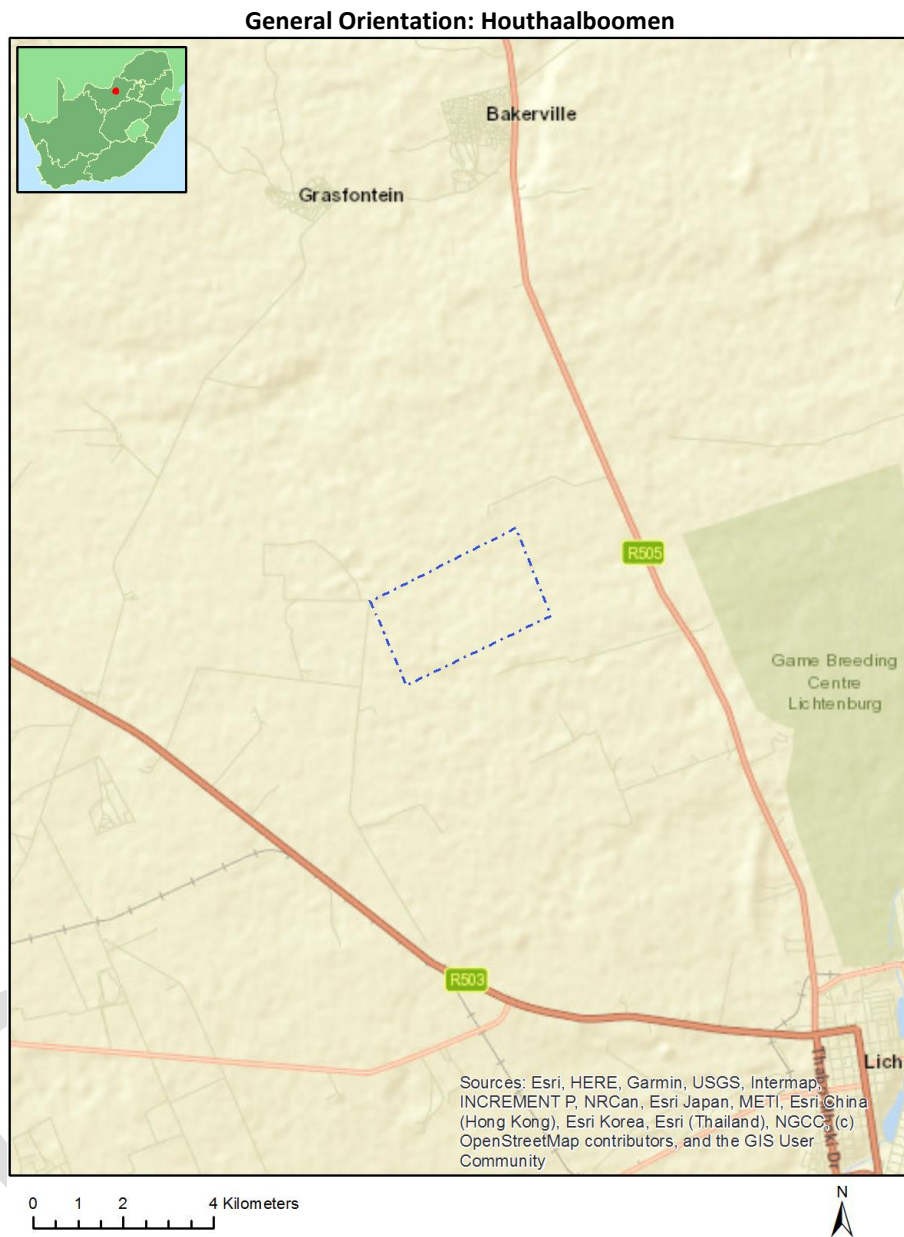 General Orientation: Houthaalboomen
Bakerville
Grasfontein
R505
Game Breeding
Centre
Lichtenburg
R503
Lich
Sources: Esri, HERE, Garmin, USGS, Intermap,
INCREMENT P, NRCan, Esri Japan, METI, Esri China
(Hong Kong), Esri Korea, Esri (Thailand), NGCC, (c)
OpenStreetMap contributors, and the GIS User
Community
0 1 2 4 Kilometers
N